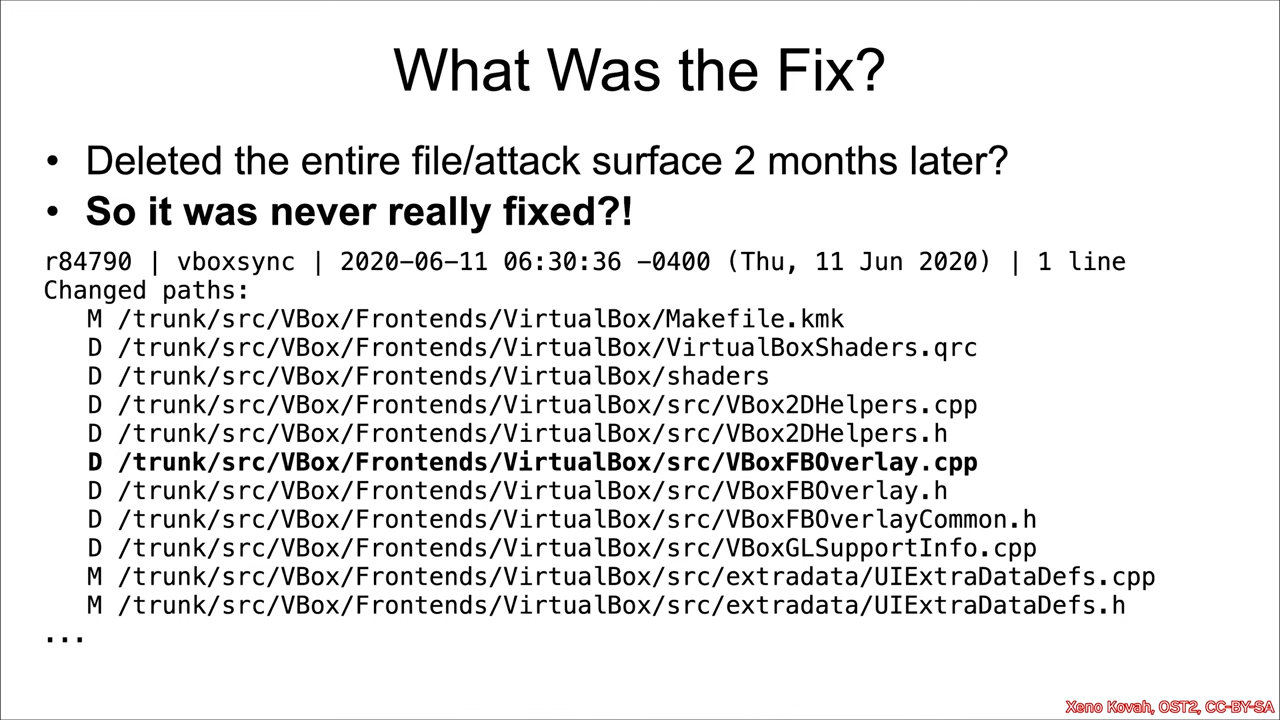 What Was the Fix?
• Deleted the entire file/attack surface 2 months later?
• So it was never really fixed?!
r84790 | vboxsync | 2020-06-11 06:30:36 -0400 (Thu, 11 Jun 2020) | 1 line
Changed paths:
   M /trunk/src/VBox/Frontends/VirtualBox/Makefile.kmk
   D /trunk/src/VBox/Frontends/VirtualBox/VirtualBoxShaders.qrc
   D /trunk/src/VBox/Frontends/VirtualBox/shaders
   D /trunk/src/VBox/Frontends/VirtualBox/src/VBox2DHelpers.cpp
   D /trunk/src/VBox/Frontends/VirtualBox/src/VBox2DHelpers.h
   D /trunk/src/VBox/Frontends/VirtualBox/src/VBoxFBOverlay.cpp
   D /trunk/src/VBox/Frontends/VirtualBox/src/VBoxFBOverlay.h
   D /trunk/src/VBox/Frontends/VirtualBox/src/VBoxFBOverlayCommon.h
   D /trunk/src/VBox/Frontends/VirtualBox/src/VBoxGLSupportInfo.cpp
   M /trunk/src/VBox/Frontends/VirtualBox/src/extradata/UIExtraDataDefs.cpp
   M /trunk/src/VBox/Frontends/VirtualBox/src/extradata/UIExtraDataDefs.h
...
Xeno Kovah, OST2, CC-BY-SA